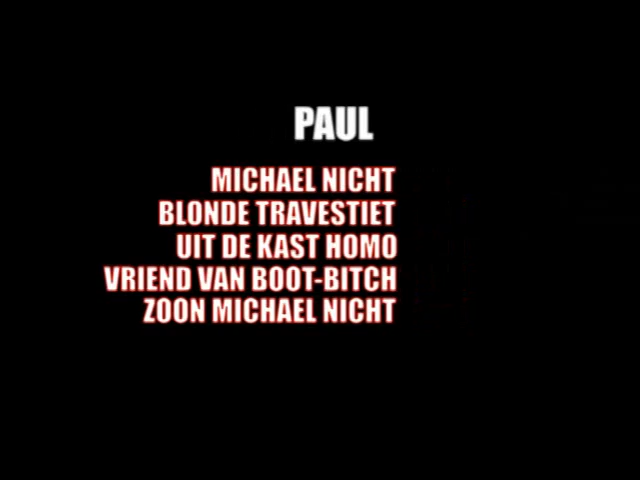 PAUL
MICHAEL NICHT
BLONDE TRAVESTIET
UIT DE KAST HOMO
VRIEND VAN BOOT-BITCH
ZOON MICHAEL NICHT